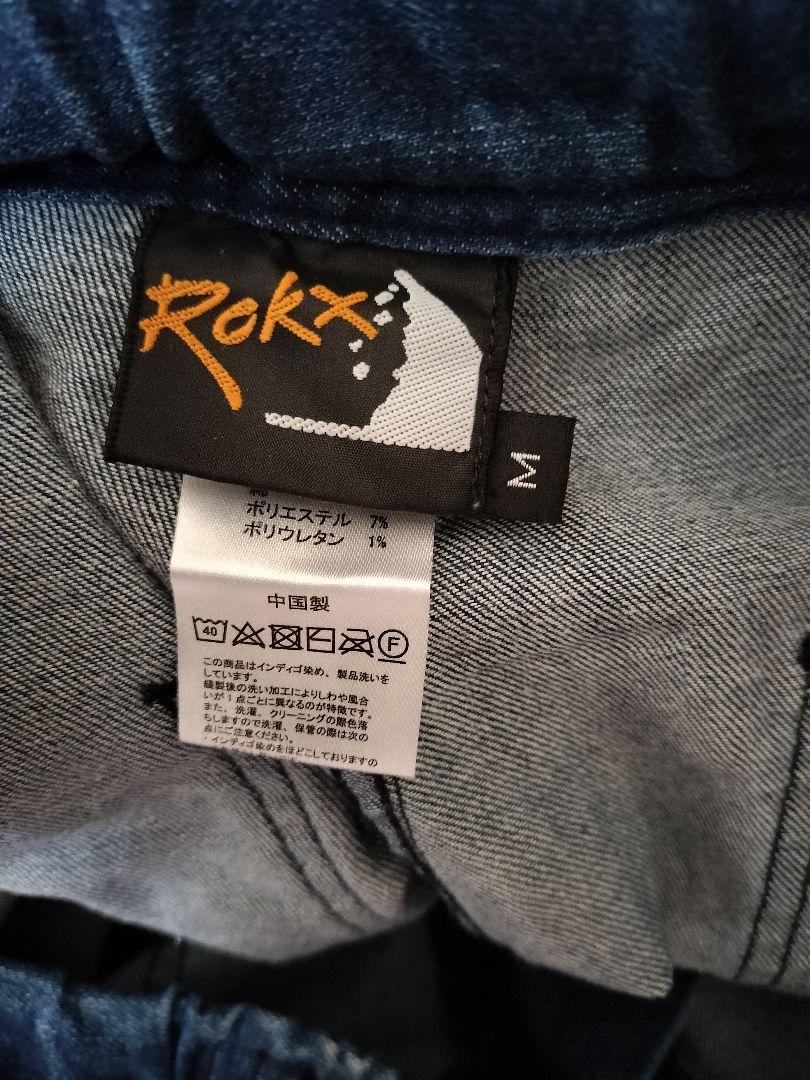 Rokx
M
綿
ポリエステル 7%
ポリウレタン 1%
中国製
40
F
この商品はインディゴ染め、製品洗いを
しています。
縫製後の洗い加工によりしわや風合
いが1点ごとに異なるのが特徴です。
また、洗濯、クリーニングの際色落
ちしますので洗濯、保管の際は次の
点にご注意ください。
・インディゴ染めをほどこしておりますの